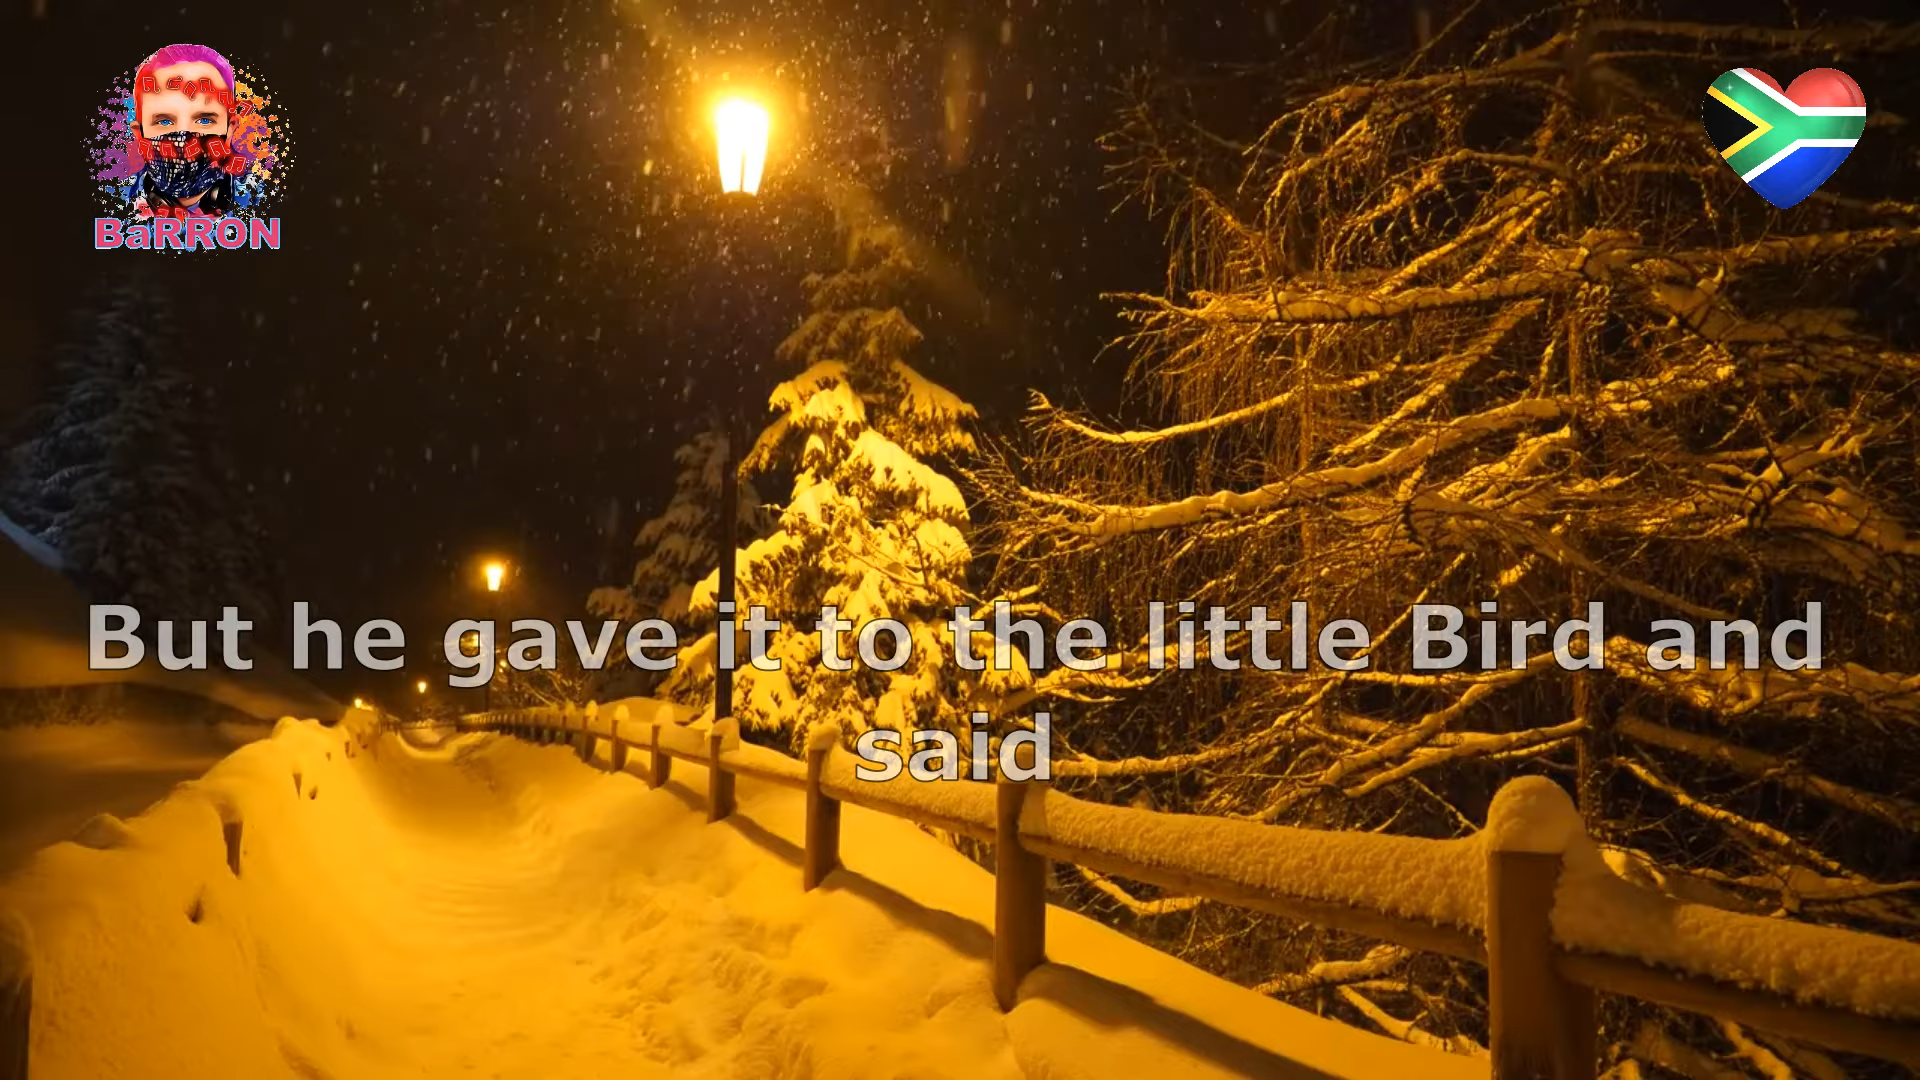 BaRRON
But he gave it to the little Bird and
said